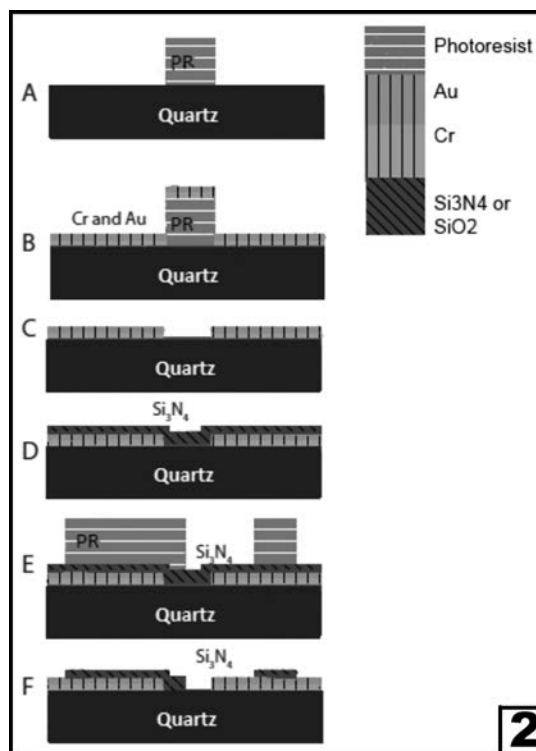 A
PR
Quartz
Photoresist
Au
Cr
Si3N4 or
SiO2
B
Cr and Au
PR
Quartz
C
Quartz
D
Si₃N₄
Quartz
E
PR
Si₃N₄
Quartz
F
Si₃N₄
Quartz
2